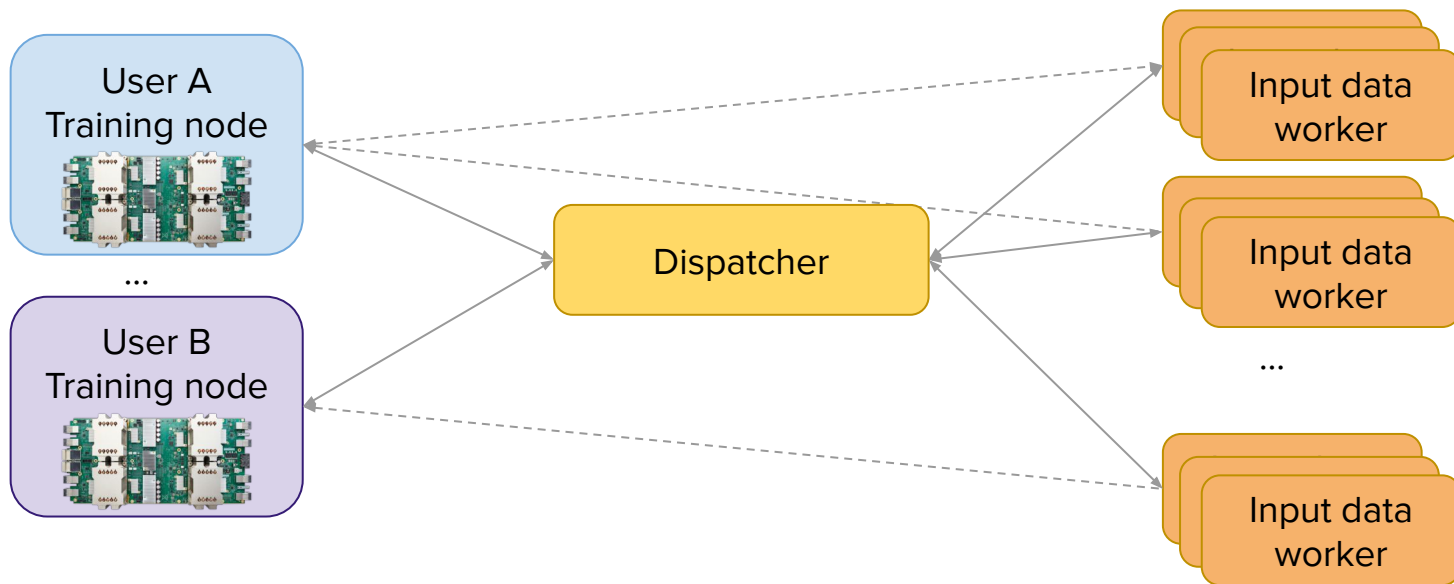 User A
Training node
...
User B
Training node
Dispatcher
Input data
worker
Input data
worker
...
Input data
worker